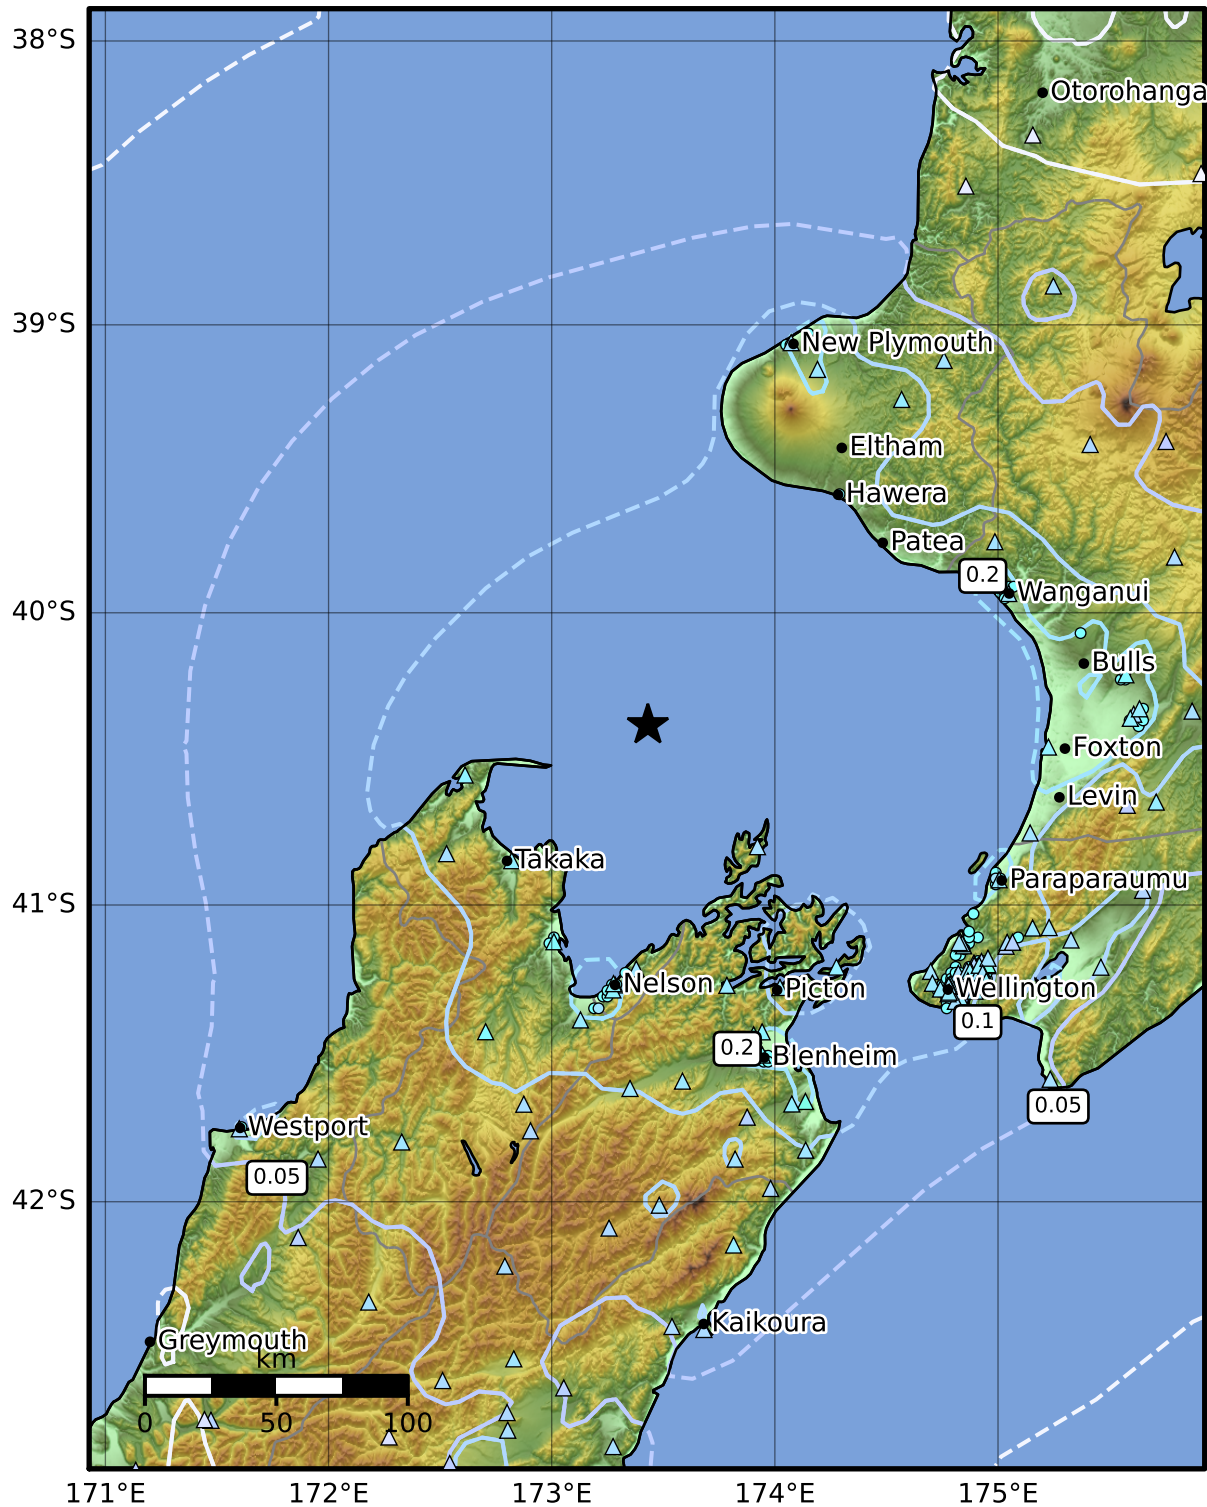 38°S
Otorohanga
39°S
New Plymouth
Eltham
Hawera
Patea
0.2
Wanganui
40°S
Bulls
Foxton
Levin
Takaka
Paraparaumu
41°S
Nelson
Picton
Wellington
0.1
0.2
Blenheim
0.05
Westport
0.05
42°S
Kaikoura
Greymouth
km
0 50 100
171°E 172°E 173°E 174°E 175°E